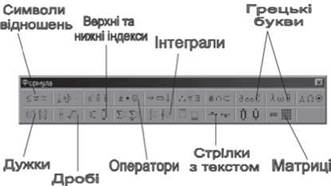 Символи
відношень
Верхні та
нижні індекси
Інтеграли
Грецькі
букви
Формула
Дужки
Дробі
Оператори
Стрілки
з текстом
Матриці